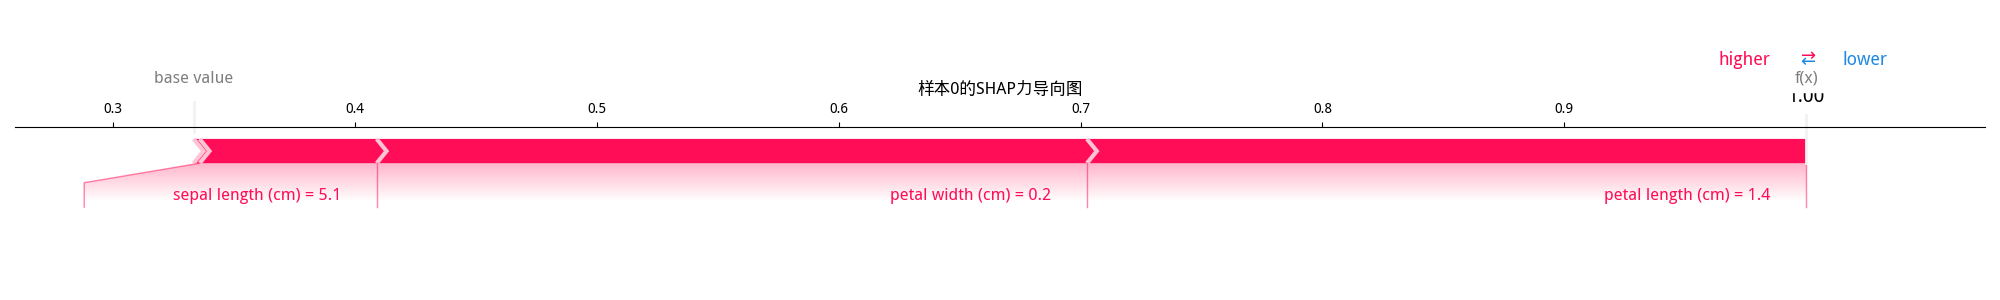 higher ⇄ lower
base value
f(x)
样本0的SHAP力导向图
1.00
0.3 0.4 0.5 0.6 0.7 0.8 0.9
sepal length (cm) = 5.1 petal width (cm) = 0.2 petal length (cm) = 1.4